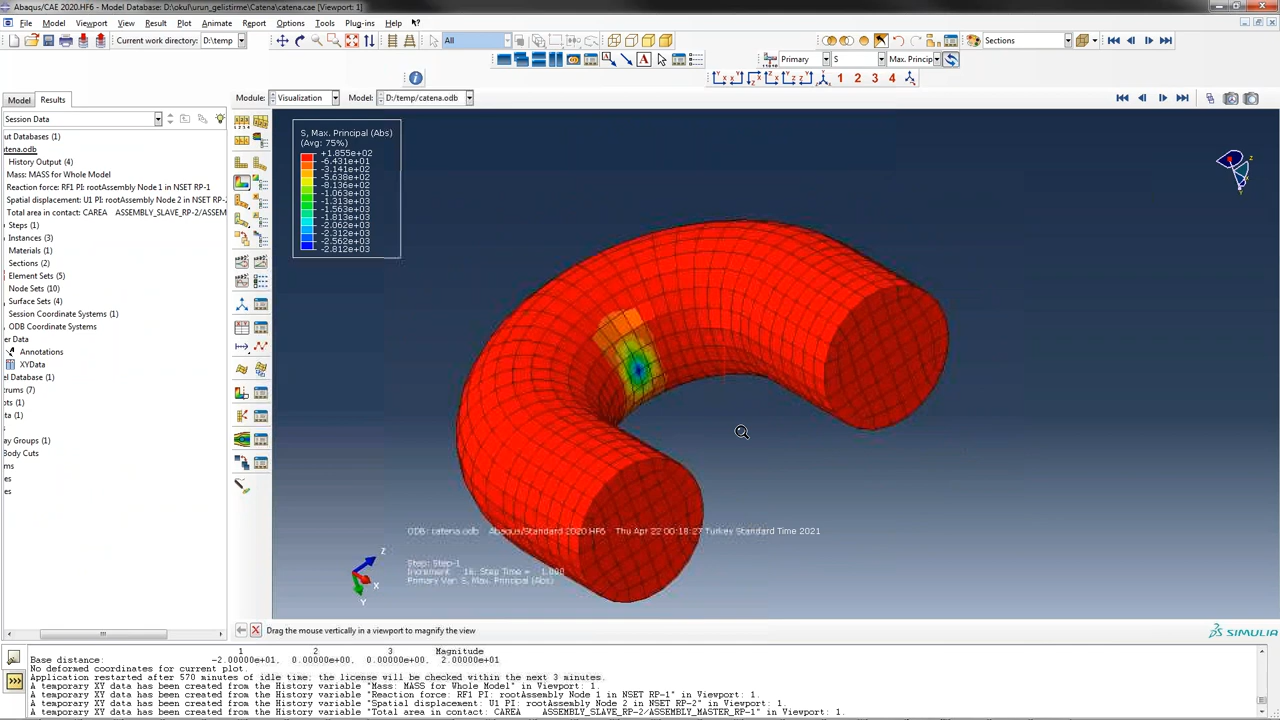 Abaqus/CAE 2020.HF6 - Model Database: D:\okul\urun_gelistirme\Catena\catena.cae [Viewport: 1]
File Model Viewport View Result Plot Animate Report Options Tools Plug-ins Help
Current work directory: D:\temp
All
Sections
Primary S Max. Princip
1 2 3 4
Model Results
Module: Visualization Model: D:/temp/catena.odb
Session Data
ut Databases (1)
catena.odb
History Output (4)
Mass: MASS for Whole Model
Reaction force: RF1 PI: rootAssembly Node 1 in NSET RP-1
Spatial displacement: U1 PI: rootAssembly Node 2 in NSET RP-
Total area in contact: CAREA ASSEMBLY_SLAVE_RP-2/ASSEM
Steps (1)
Instances (3)
Materials (1)
Sections (2)
Element Sets (5)
Node Sets (10)
Surface Sets (4)
Session Coordinate Systems (1)
ODB Coordinate Systems
er Data
Annotations
XYData
l Database (1)
rums (7)
ots (1)
ta (1)
ay Groups (1)
Body Cuts
ms
es
es
S, Max. Principal (Abs)
(Avg: 75%)
+1.855e+02
-6.431e+01
-3.141e+02
-5.638e+02
-8.136e+02
-1.063e+03
-1.313e+03
-1.563e+03
-1.813e+03
-2.062e+03
-2.312e+03
-2.562e+03
-2.812e+03
ODB: catena.odb Abaqus/Standard 2020.HF6 Thu Apr 22 00:18:27 Turkey Standard Time 2021
Step: Step-1
Increment 16: Step Time = 1.000
Primary Var: S, Max. Principal (Abs)
Z
X
Y
Drag the mouse vertically in a viewport to magnify the view
SIMULIA
1 2 3 Magnitude
Base distance: -2.00000e+01, 0.00000e+00, 0.00000e+00, 2.00000e+01
No deformed coordinates for current plot.
Application restarted after 570 minutes of idle time; the license will be checked within the next 3 minutes.
A temporary XY data has been created from the History variable "Mass: MASS for Whole Model" in Viewport: 1.
A temporary XY data has been created from the History variable "Reaction force: RF1 PI: rootAssembly Node 1 in NSET RP-1" in Viewport: 1.
A temporary XY data has been created from the History variable "Spatial displacement: U1 PI: rootAssembly Node 2 in NSET RP-2" in Viewport: 1.
A temporary XY data has been created from the History variable "Total area in contact: CAREA ASSEMBLY_SLAVE_RP-2/ASSEMBLY_MASTER_RP-1" in Viewport: 1.